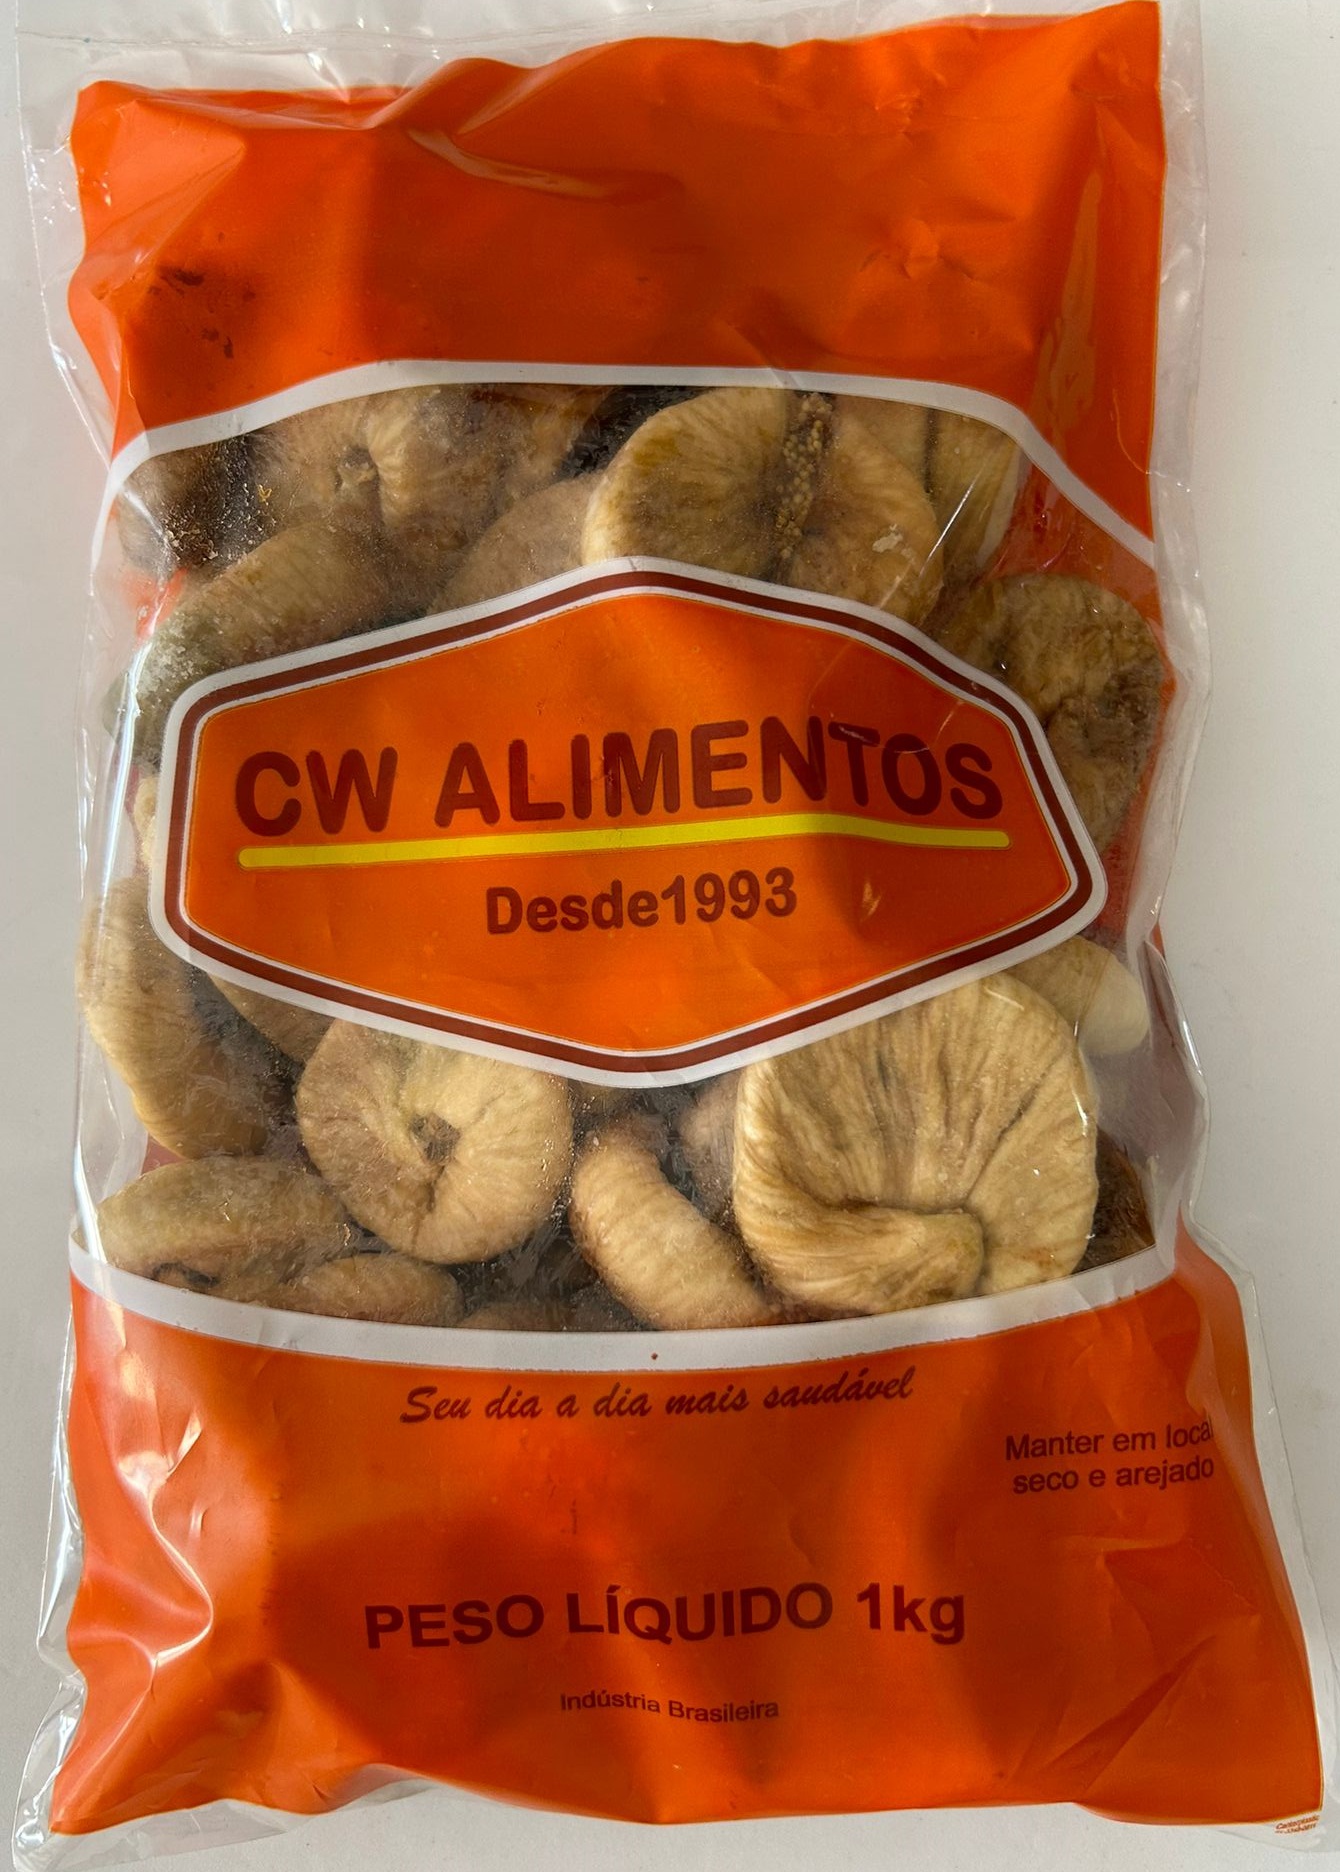 CW ALIMENTOS
Desde1993
Seu dia a dia mais saudável
Manter em local
seco e arejado
PESO LÍQUIDO 1kg
Indústria Brasileira